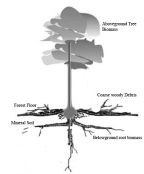 Aboveground Tree
Biomass
Forest Floor
Coarse woody Debris
Mineral Soil
Belowground root biomass